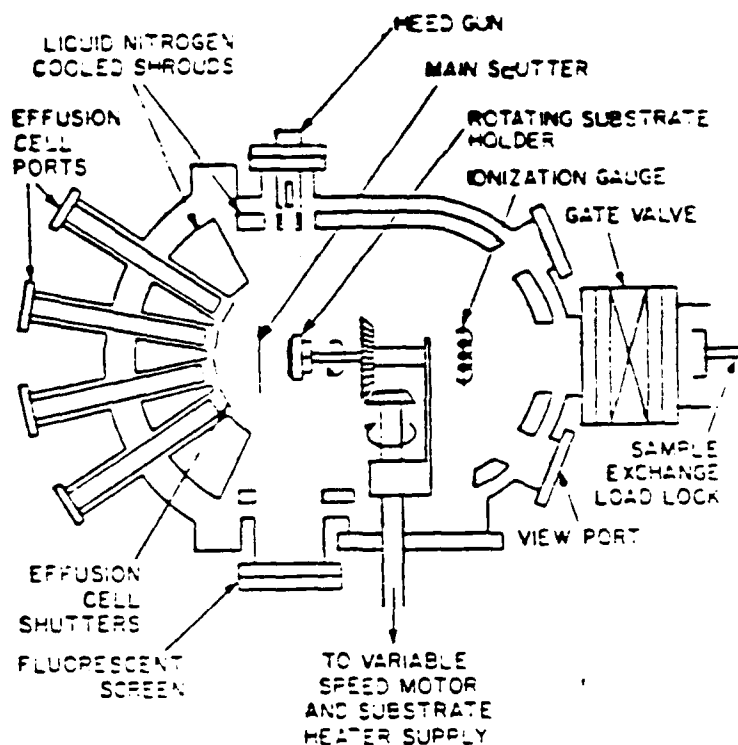 LIQUID NITROGEN
COOLED SHROUDS
HEED GUN
MAIN SHUTTER
EFFUSION
CELL
PORTS
ROTATING SUBSTRATE
HOLDER
IONIZATION GAUGE
GATE VALVE
SAMPLE
EXCHANGE
LOAD LOCK
VIEW PORT
EFFUSION
CELL
SHUTTERS
FLUORESCENT
SCREEN
TO VARIABLE
SPEED MOTOR
AND SUBSTRATE
HEATER SUPPLY